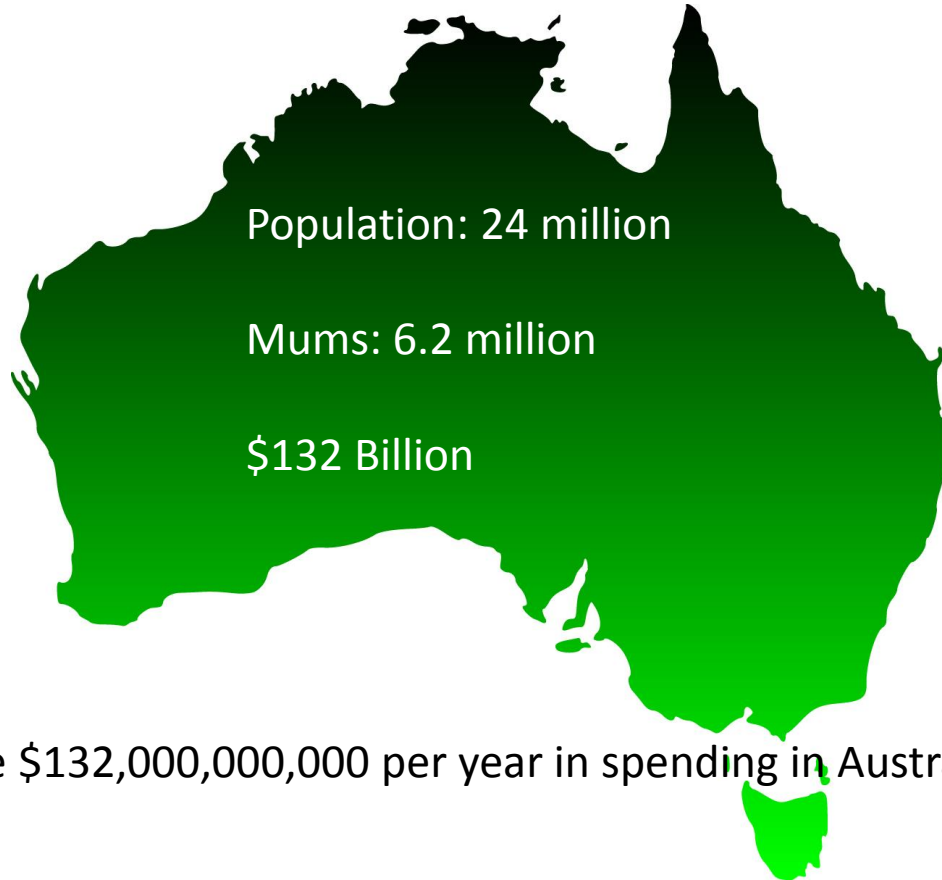 Population: 24 million
Mums: 6.2 million
$132 Billion
$132,000,000,000 per year in spending in